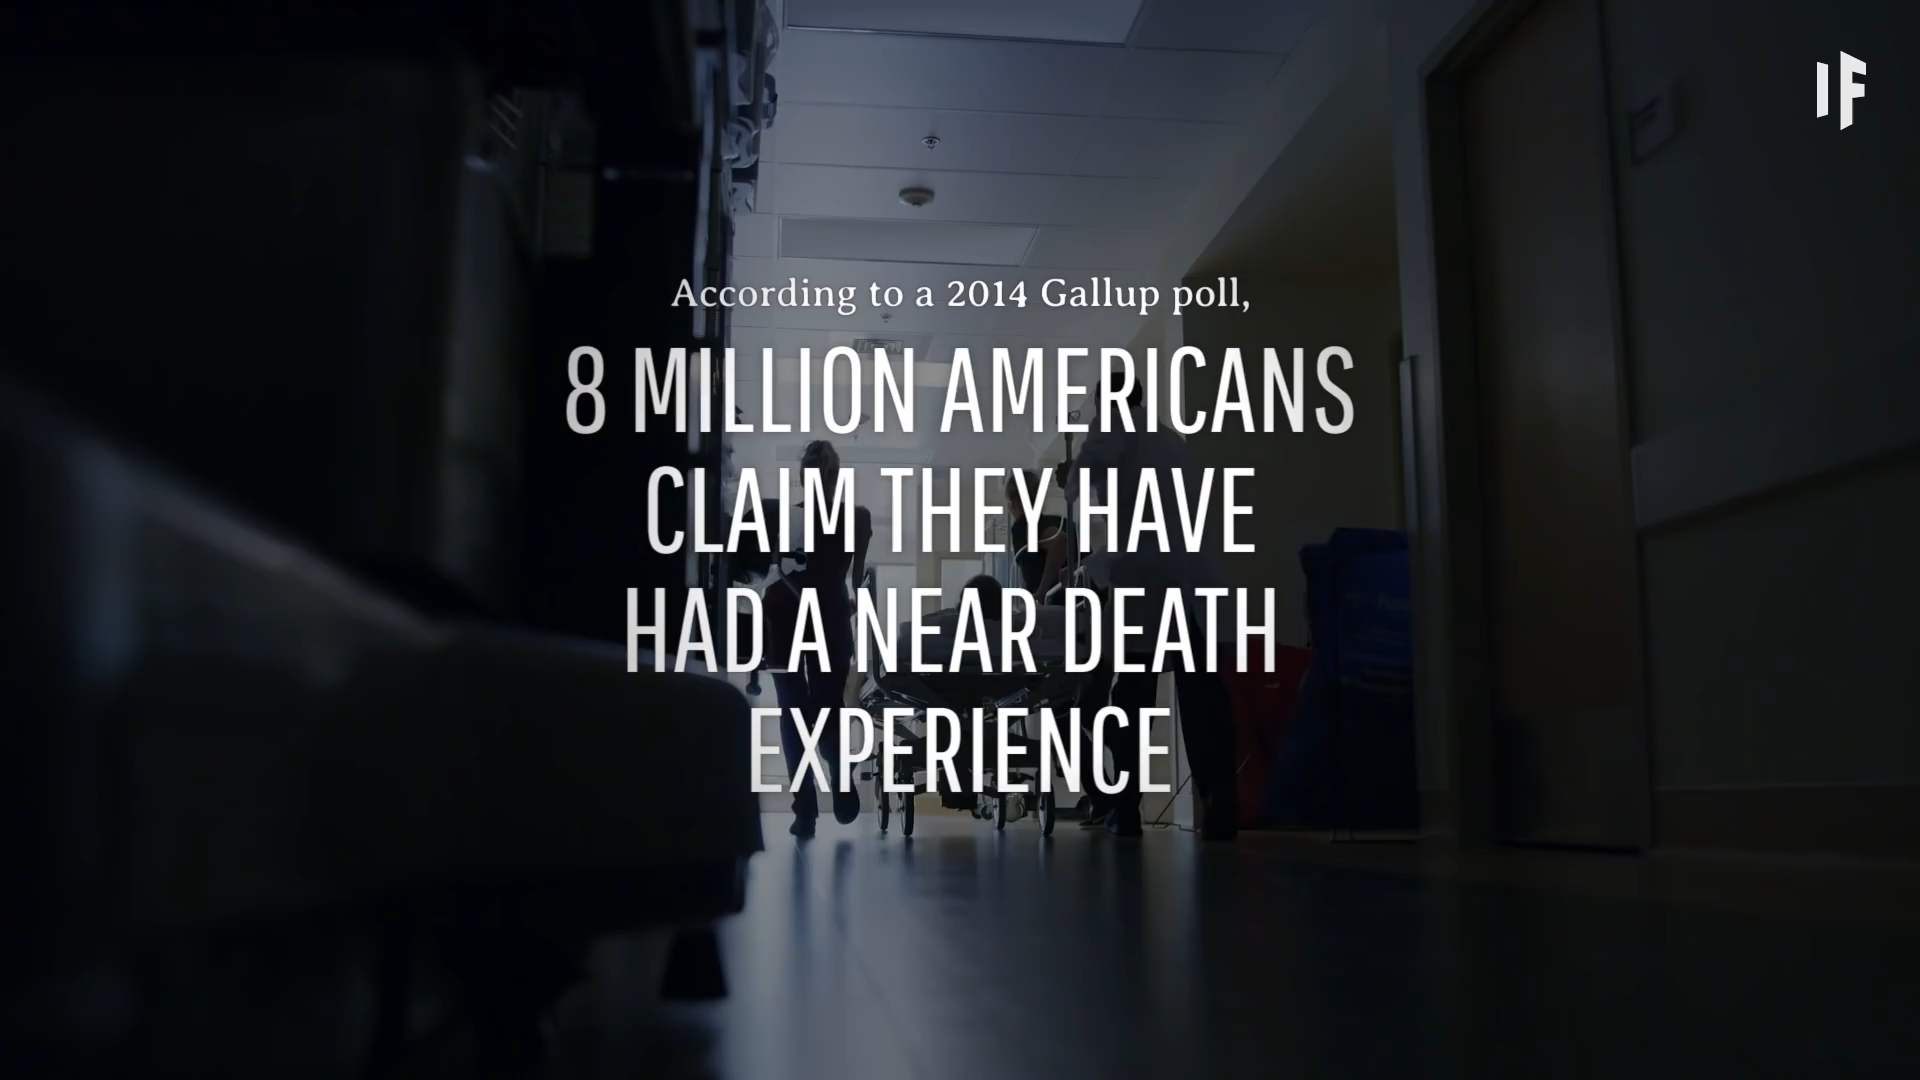 IF
According to a 2014 Gallup poll,
8 MILLION AMERICANS
CLAIM THEY HAVE
HAD A NEAR DEATH
EXPERIENCE